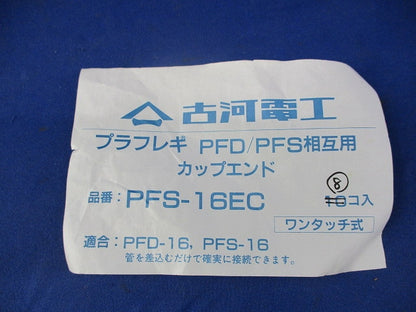 古河電工
プラフレキ PFD/PFS相互用
カップエンド
品番：PFS-16EC
⑧
10コ入
ワンタッチ式
適合：PFD-16, PFS-16
管を差込むだけで確実に接続できます。